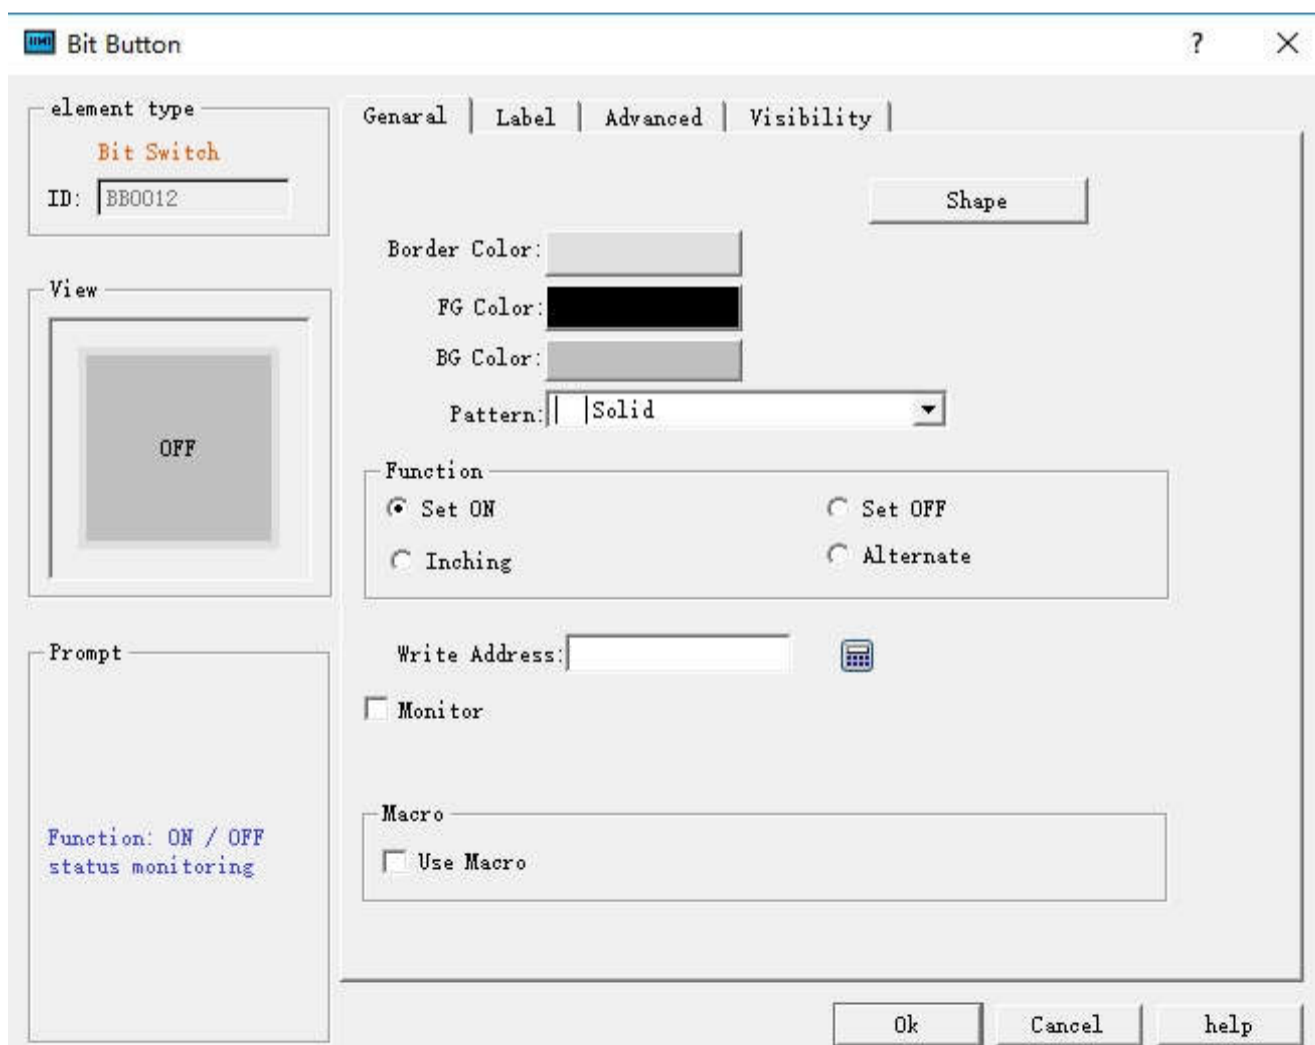 Bit Button
element type
Bit Switch
ID: BB0012
View
OFF
Prompt
Function: ON / OFF
status monitoring
Genaral Label Advanced Visibility
Shape
Border Color:
FG Color:
BG Color:
Pattern: Solid
Function
Set ON Set OFF
Inching Alternate
Write Address:
Monitor
Macro
Use Macro
Ok Cancel help